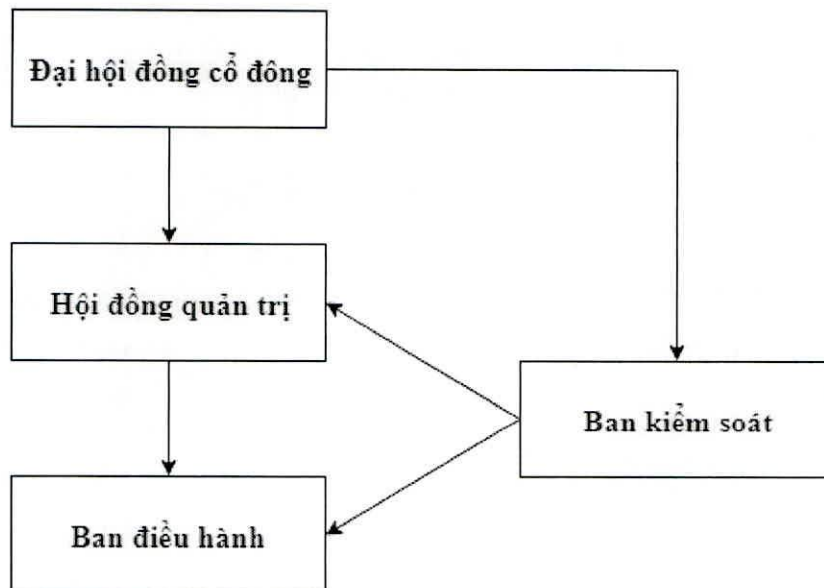 Đại hội đồng cổ đông
Hội đồng quản trị
Ban kiểm soát
Ban điều hành